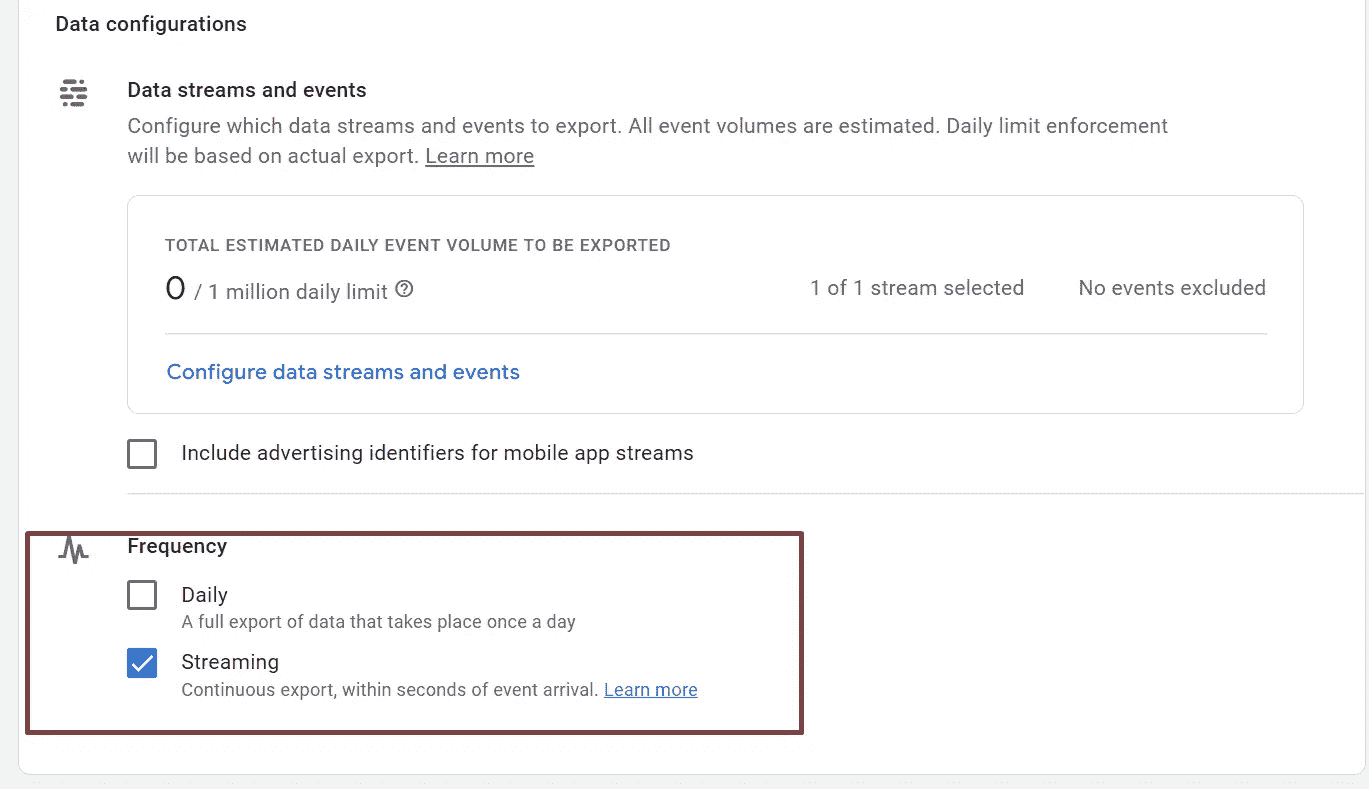 Data configurations
Data streams and events
Configure which data streams and events to export. All event volumes are estimated. Daily limit enforcement
will be based on actual export. Learn more
TOTAL ESTIMATED DAILY EVENT VOLUME TO BE EXPORTED
0 / 1 million daily limit ?
1 of 1 stream selected
No events excluded
Configure data streams and events
Include advertising identifiers for mobile app streams
Frequency
Daily
A full export of data that takes place once a day
Streaming
Continuous export, within seconds of event arrival. Learn more